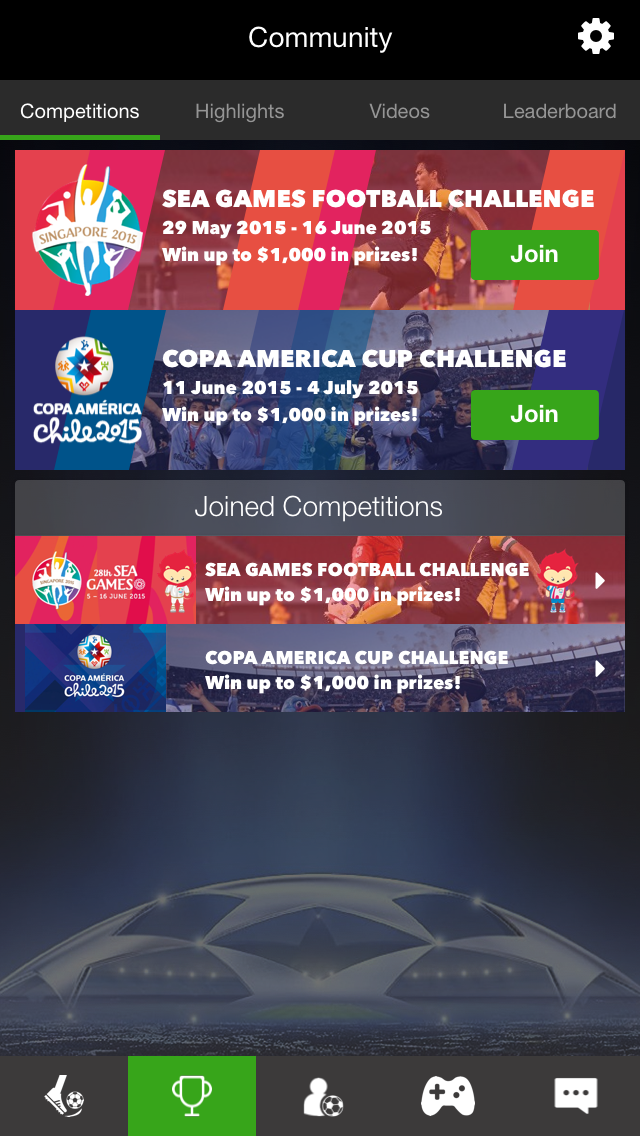 Community
Competitions
Highlights
Videos
Leaderboard
SINGAPORE 2015
SEA GAMES FOOTBALL CHALLENGE
29 May 2015 - 16 June 2015
Win up to $1,000 in prizes!
Join
COPA AMÉRICA
Chile2015
COPA AMERICA CUP CHALLENGE
11 June 2015 - 4 July 2015
Win up to $1,000 in prizes!
Join
Joined Competitions
SINGAPORE 2015
28th SEA
GAMES
5 – 16 JUNE 2015
SEA GAMES FOOTBALL CHALLENGE
Win up to $1,000 in prizes!
COPA AMÉRICA
Chile2015
COPA AMERICA CUP CHALLENGE
Win up to $1,000 in prizes!